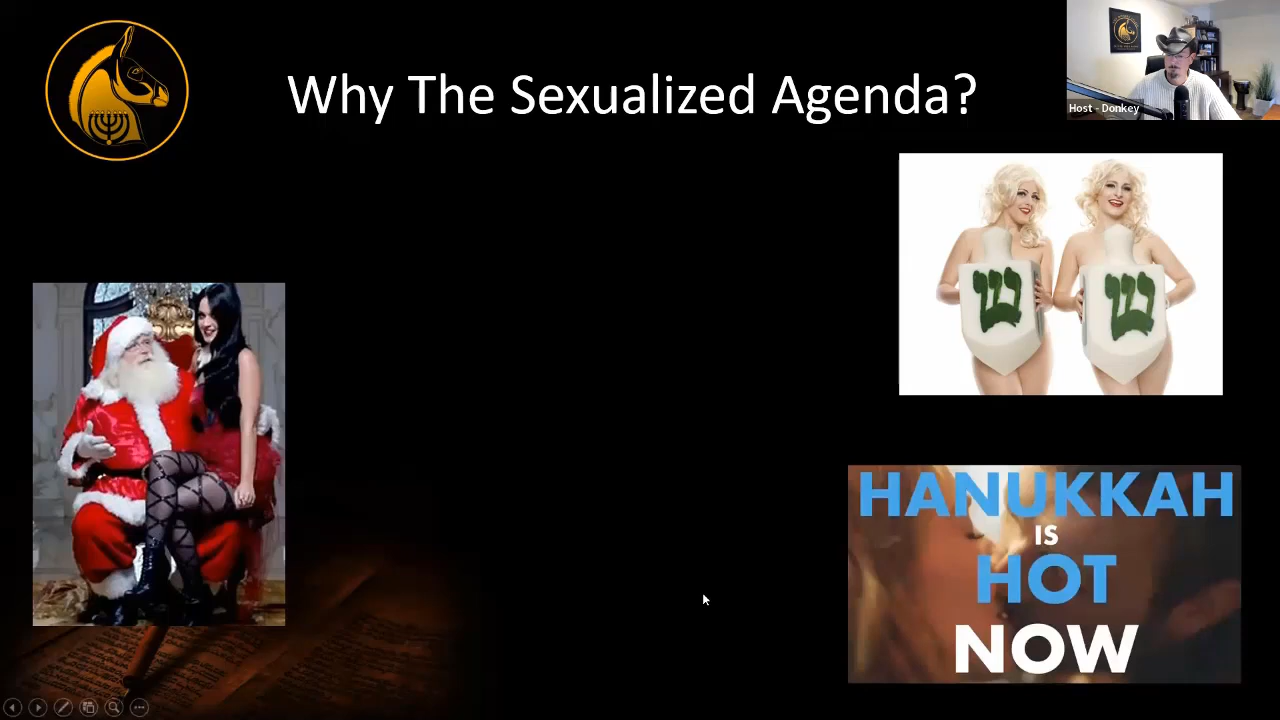 Why The Sexualized Agenda?
Host - Donkey
ש
ש
HANUKKAH
IS
HOT
NOW